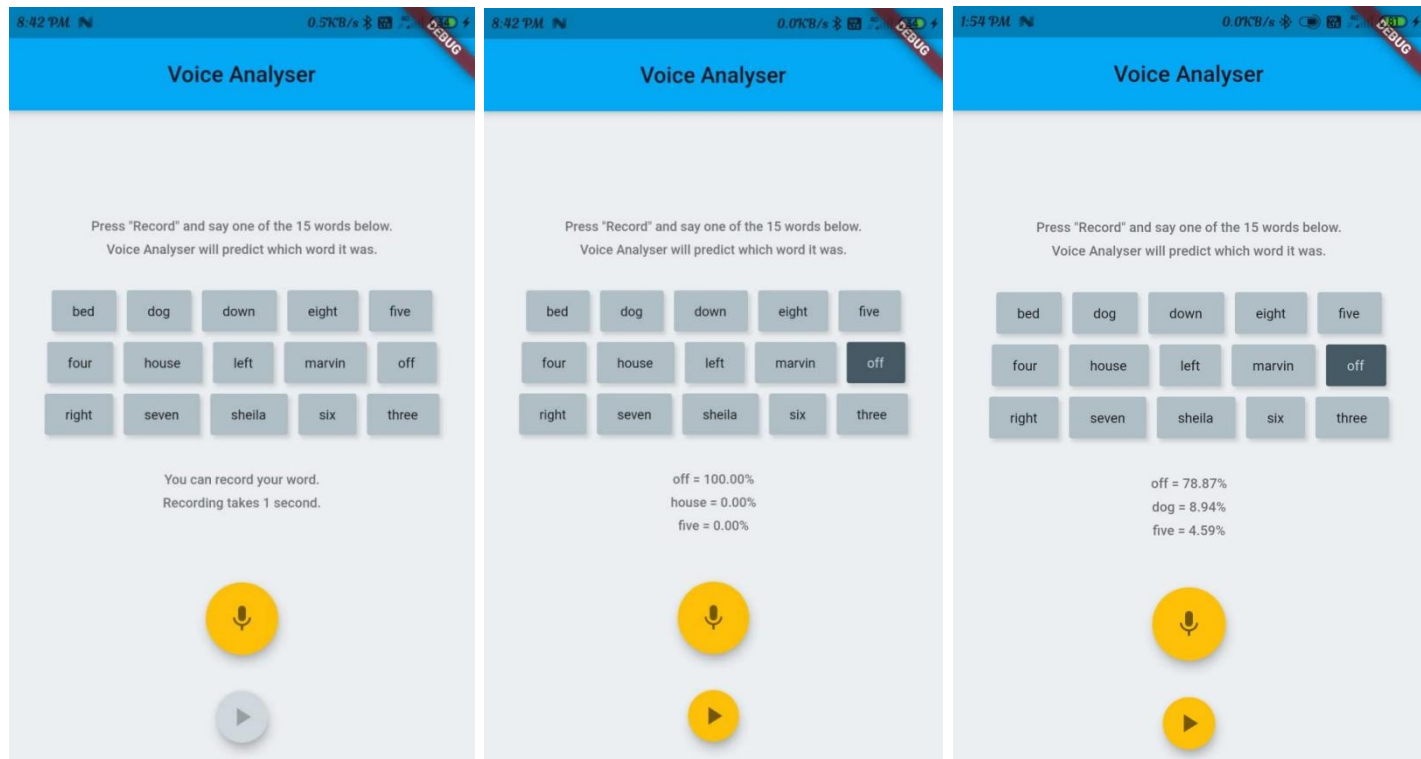 8:42 PM 0.5KB/s
DEBUG
Voice Analyser
Press "Record" and say one of the 15 words below.
Voice Analyser will predict which word it was.
bed dog down eight five
four house left marvin off
right seven sheila six three
You can record your word.
Recording takes 1 second.
8:42 PM 0.0KB/s
DEBUG
Voice Analyser
Press "Record" and say one of the 15 words below.
Voice Analyser will predict which word it was.
bed dog down eight five
four house left marvin off
right seven sheila six three
off = 100.00%
house = 0.00%
five = 0.00%
1:54 PM 0.0KB/s
DEBUG
Voice Analyser
Press "Record" and say one of the 15 words below.
Voice Analyser will predict which word it was.
bed dog down eight five
four house left marvin off
right seven sheila six three
off = 78.87%
dog = 8.94%
five = 4.59%